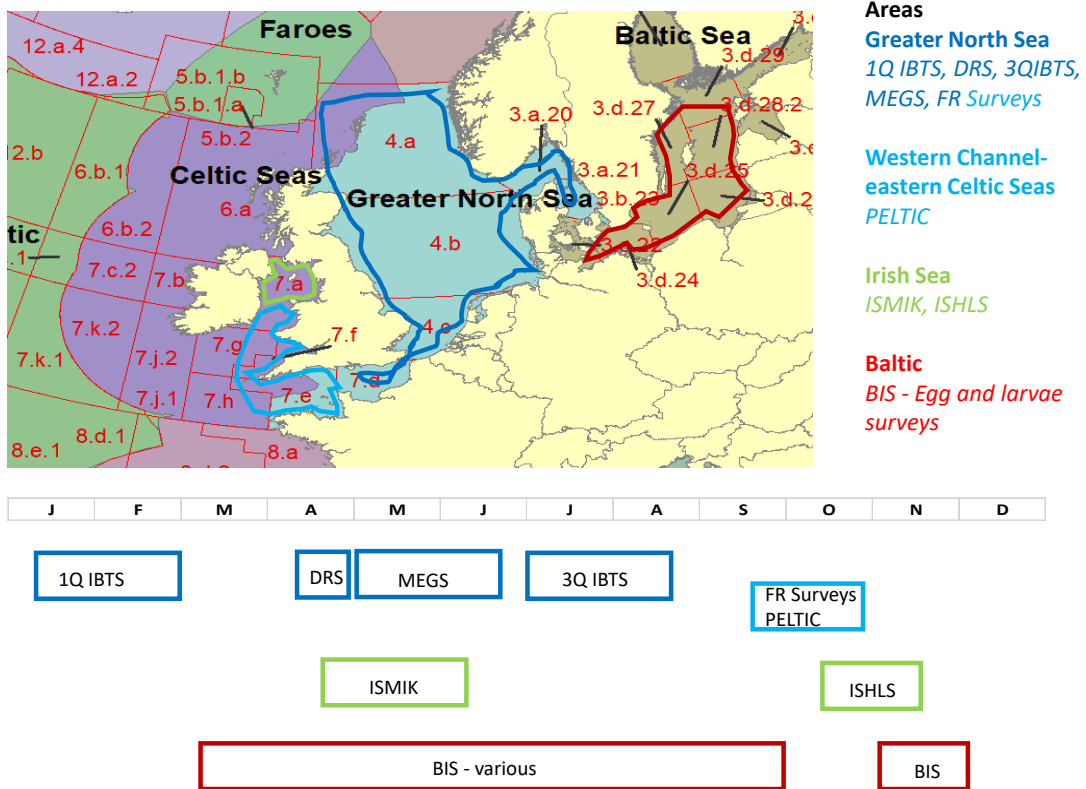 Faroes
Baltic Sea
12.a.4
12.a.2
5.b.1.b
5.b.1.a
5.b.2
3.d.29
3.d.27
3.d.28.2
3.a.20
4.a
6.b.1
Celtic Seas
6.a
3.a.21
3.d.25
Greater North Sea
3.b.23
6.b.2
4.b
tic
7.c.2
7.b
7.a
3.d.24
7.k.2
7.g
7.f
4.c
7.k.1
7.j.2
7.d
7.j.1
7.h
7.e
8.e.1
8.d.1
8.a
Areas
Greater North Sea
1Q IBTS, DRS, 3QIBTS,
MEGS, FR Surveys
Western Channel-
eastern Celtic Seas
PELTIC
Irish Sea
ISMIK, ISHLS
Baltic
BIS - Egg and larvae
surveys
J F M A M J J A S O N D
1Q IBTS
DRS
MEGS
3Q IBTS
FR Surveys
PELTIC
ISMIK
ISHLS
BIS - various
BIS